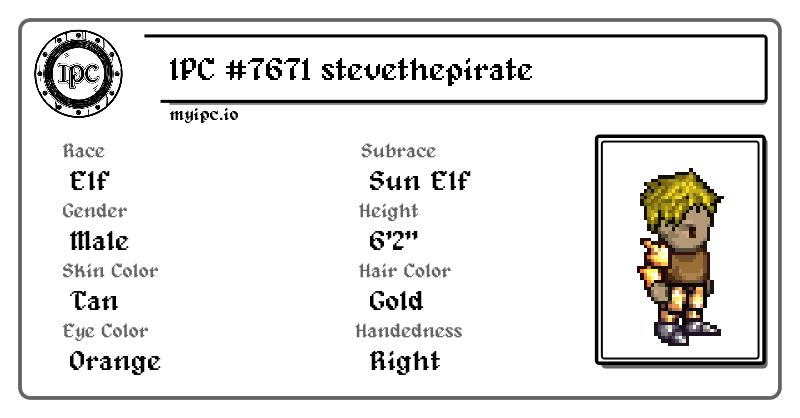 IPC
IPC #7671 stevethepirate
myipc.io
Race
Elf
Subrace
Sun Elf
Gender
Male
Height
6'2"
Skin Color
Tan
Hair Color
Gold
Eye Color
Orange
Handedness
Right